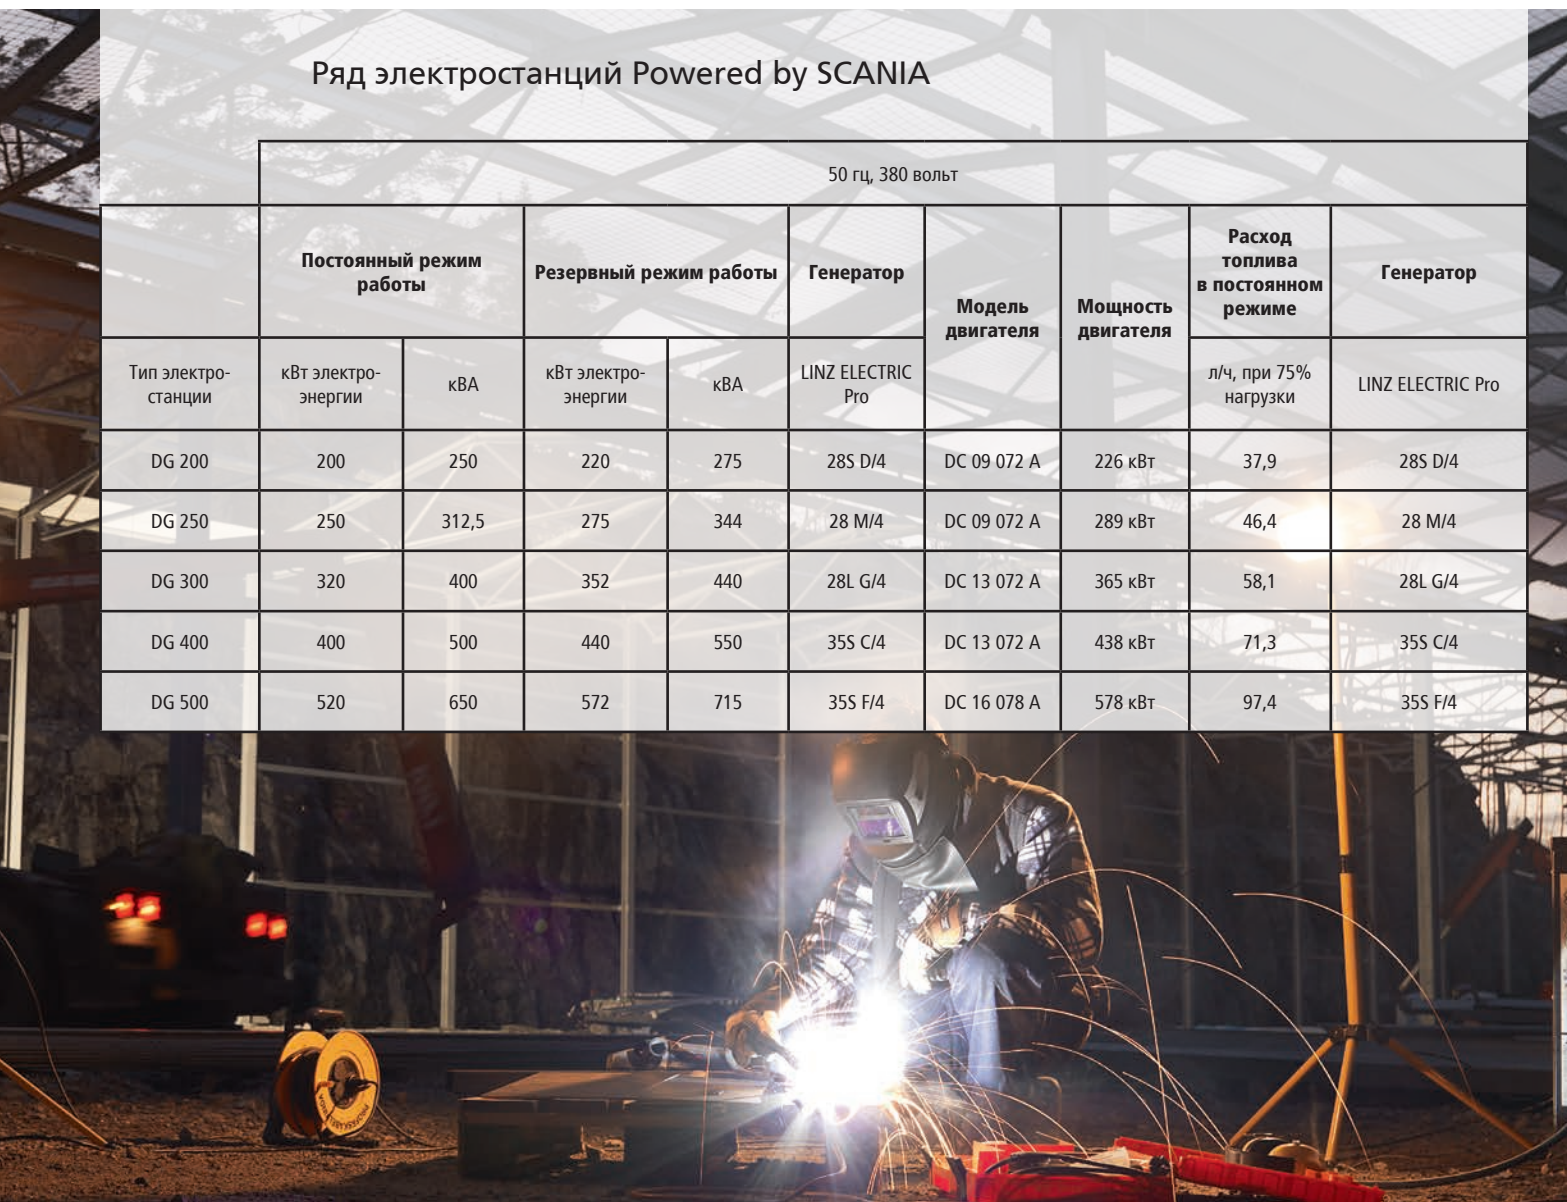 Ряд электростанций Powered by SCANIA
50 гц, 380 вольт
Постоянный режим
работы
Резервный режим работы
Генератор
Модель
двигателя
Мощность
двигателя
Расход
топлива
в постоянном
режиме
Генератор
Тип электро-
станции
кВт электро-
энергии
кВА
кВт электро-
энергии
кВА
LINZ ELECTRIC
Pro
л/ч, при 75%
нагрузки
LINZ ELECTRIC Pro
DG 200 200 250 220 275 28S D/4 DC 09 072 A 226 кВт 37,9 28S D/4
DG 250 250 312,5 275 344 28 M/4 DC 09 072 A 289 кВт 46,4 28 M/4
DG 300 320 400 352 440 28L G/4 DC 13 072 A 365 кВт 58,1 28L G/4
DG 400 400 500 440 550 35S C/4 DC 13 072 A 438 кВт 71,3 35S C/4
DG 500 520 650 572 715 35S F/4 DC 16 078 A 578 кВт 97,4 35S F/4